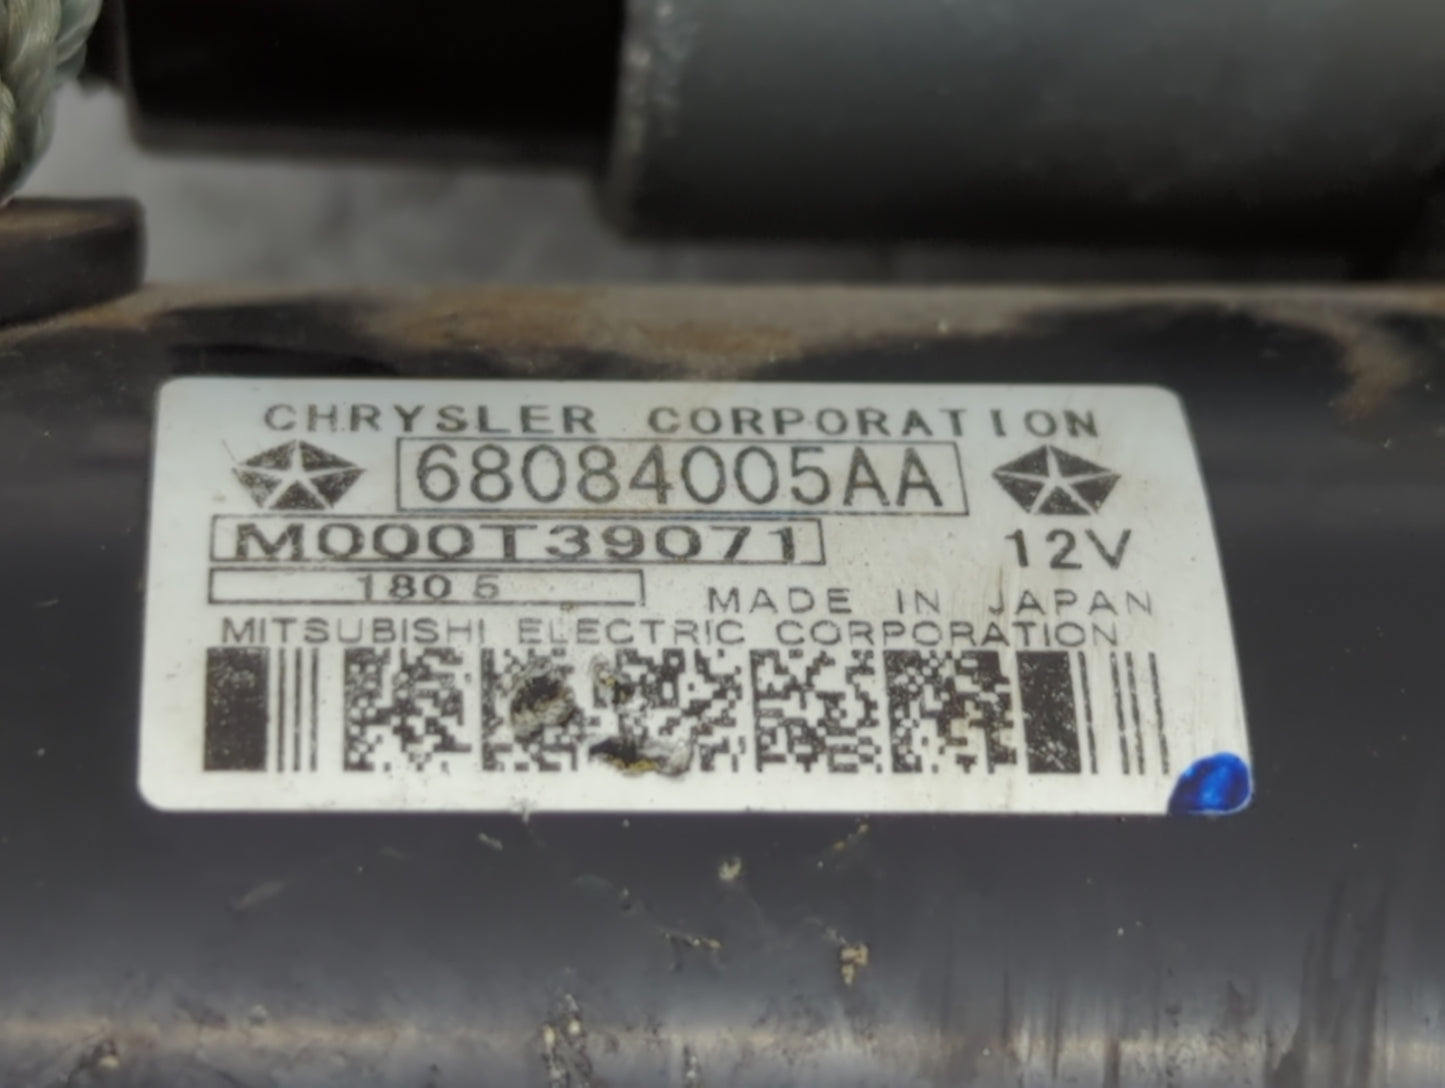 CHRYSLER CORPORATION
68084005AA
M000T39071 12V
180 5
MADE IN JAPAN
MITSUBISHI ELECTRIC CORPORATION